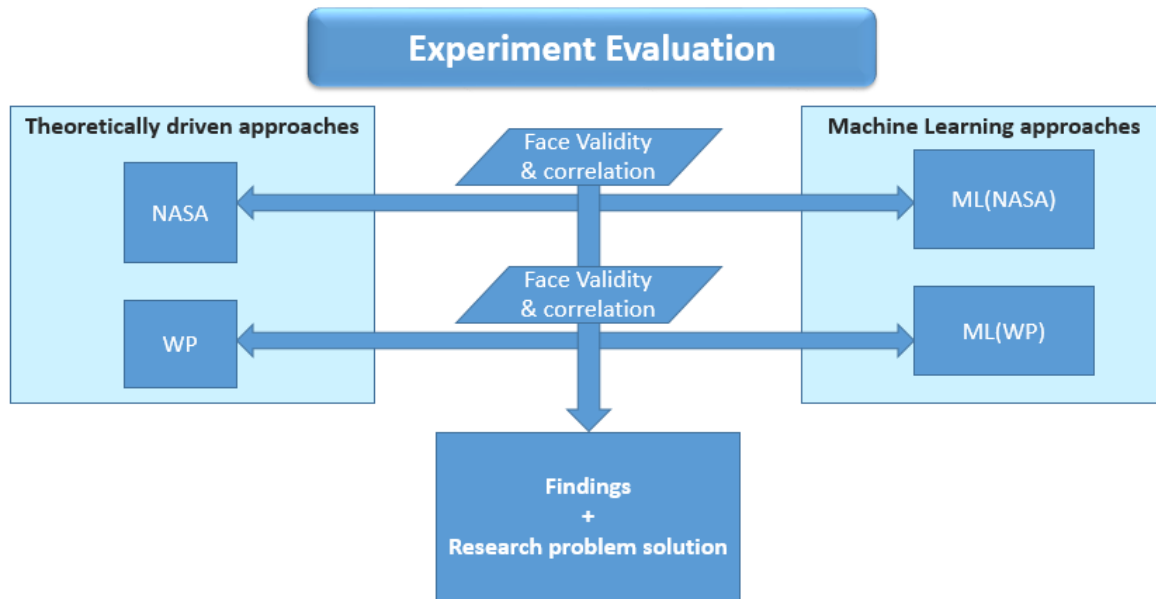 Experiment Evaluation
Theoretically driven approaches
NASA
WP
Face Validity
& correlation
Face Validity
& correlation
Machine Learning approaches
ML(NASA)
ML(WP)
Findings
+
Research problem solution